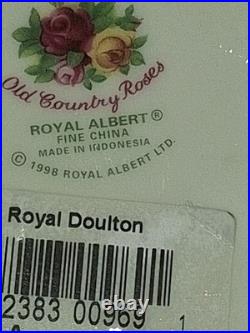 Old Country Roses
ROYAL ALBERT®
FINE CHINA
MADE IN INDONESIA
© 1998 ROYAL ALBERT LTD.
Royal Doulton
2383 00969 1